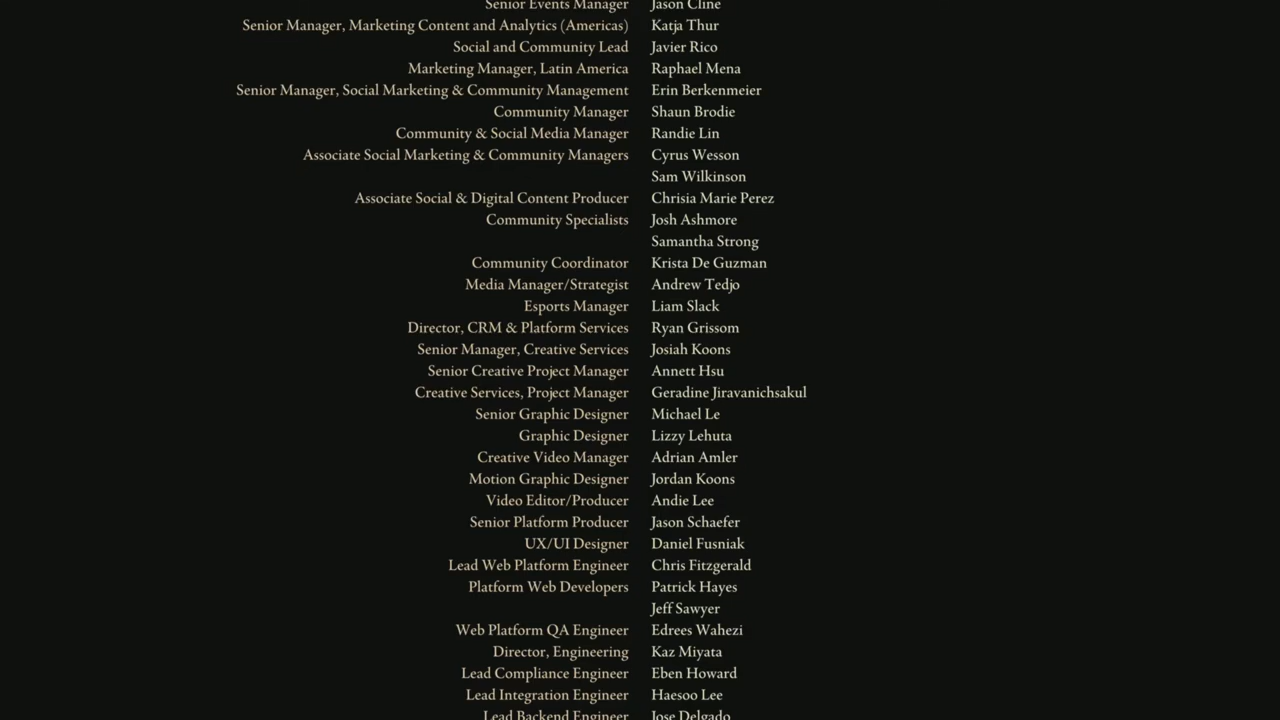 Senior Events Manager Jason Cline
Senior Manager, Marketing Content and Analytics (Americas) Katja Thur
Social and Community Lead Javier Rico
Marketing Manager, Latin America Raphael Mena
Senior Manager, Social Marketing & Community Management Erin Berkenmeier
Community Manager Shaun Brodie
Community & Social Media Manager Randie Lin
Associate Social Marketing & Community Managers Cyrus Wesson
Sam Wilkinson
Associate Social & Digital Content Producer Chrisia Marie Perez
Community Specialists Josh Ashmore
Samantha Strong
Community Coordinator Krista De Guzman
Media Manager/Strategist Andrew Tedjo
Esports Manager Liam Slack
Director, CRM & Platform Services Ryan Grissom
Senior Manager, Creative Services Josiah Koons
Senior Creative Project Manager Annett Hsu
Creative Services, Project Manager Geradine Jiravanichsakul
Senior Graphic Designer Michael Le
Graphic Designer Lizzy Lehuta
Creative Video Manager Adrian Amler
Motion Graphic Designer Jordan Koons
Video Editor/Producer Andie Lee
Senior Platform Producer Jason Schaefer
UX/UI Designer Daniel Fusniak
Lead Web Platform Engineer Chris Fitzgerald
Platform Web Developers Patrick Hayes
Jeff Sawyer
Web Platform QA Engineer Edrees Wahezi
Director, Engineering Kaz Miyata
Lead Compliance Engineer Eben Howard
Lead Integration Engineer Haesoo Lee
Lead Backend Engineer Jose Delgado